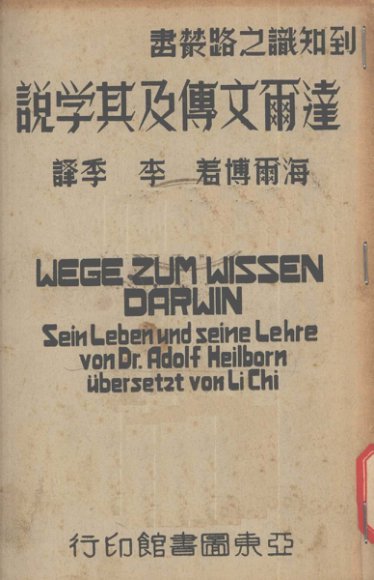 到知識之路叢書
達爾文傳及其学說
海爾博着 李 季譯
WEGE ZUM WISSEN
DARWIN
Sein Leben und seine Lehre
von Dr. Adolf Heilborn
übersetzt von Li Chi
亞東圖書館印行